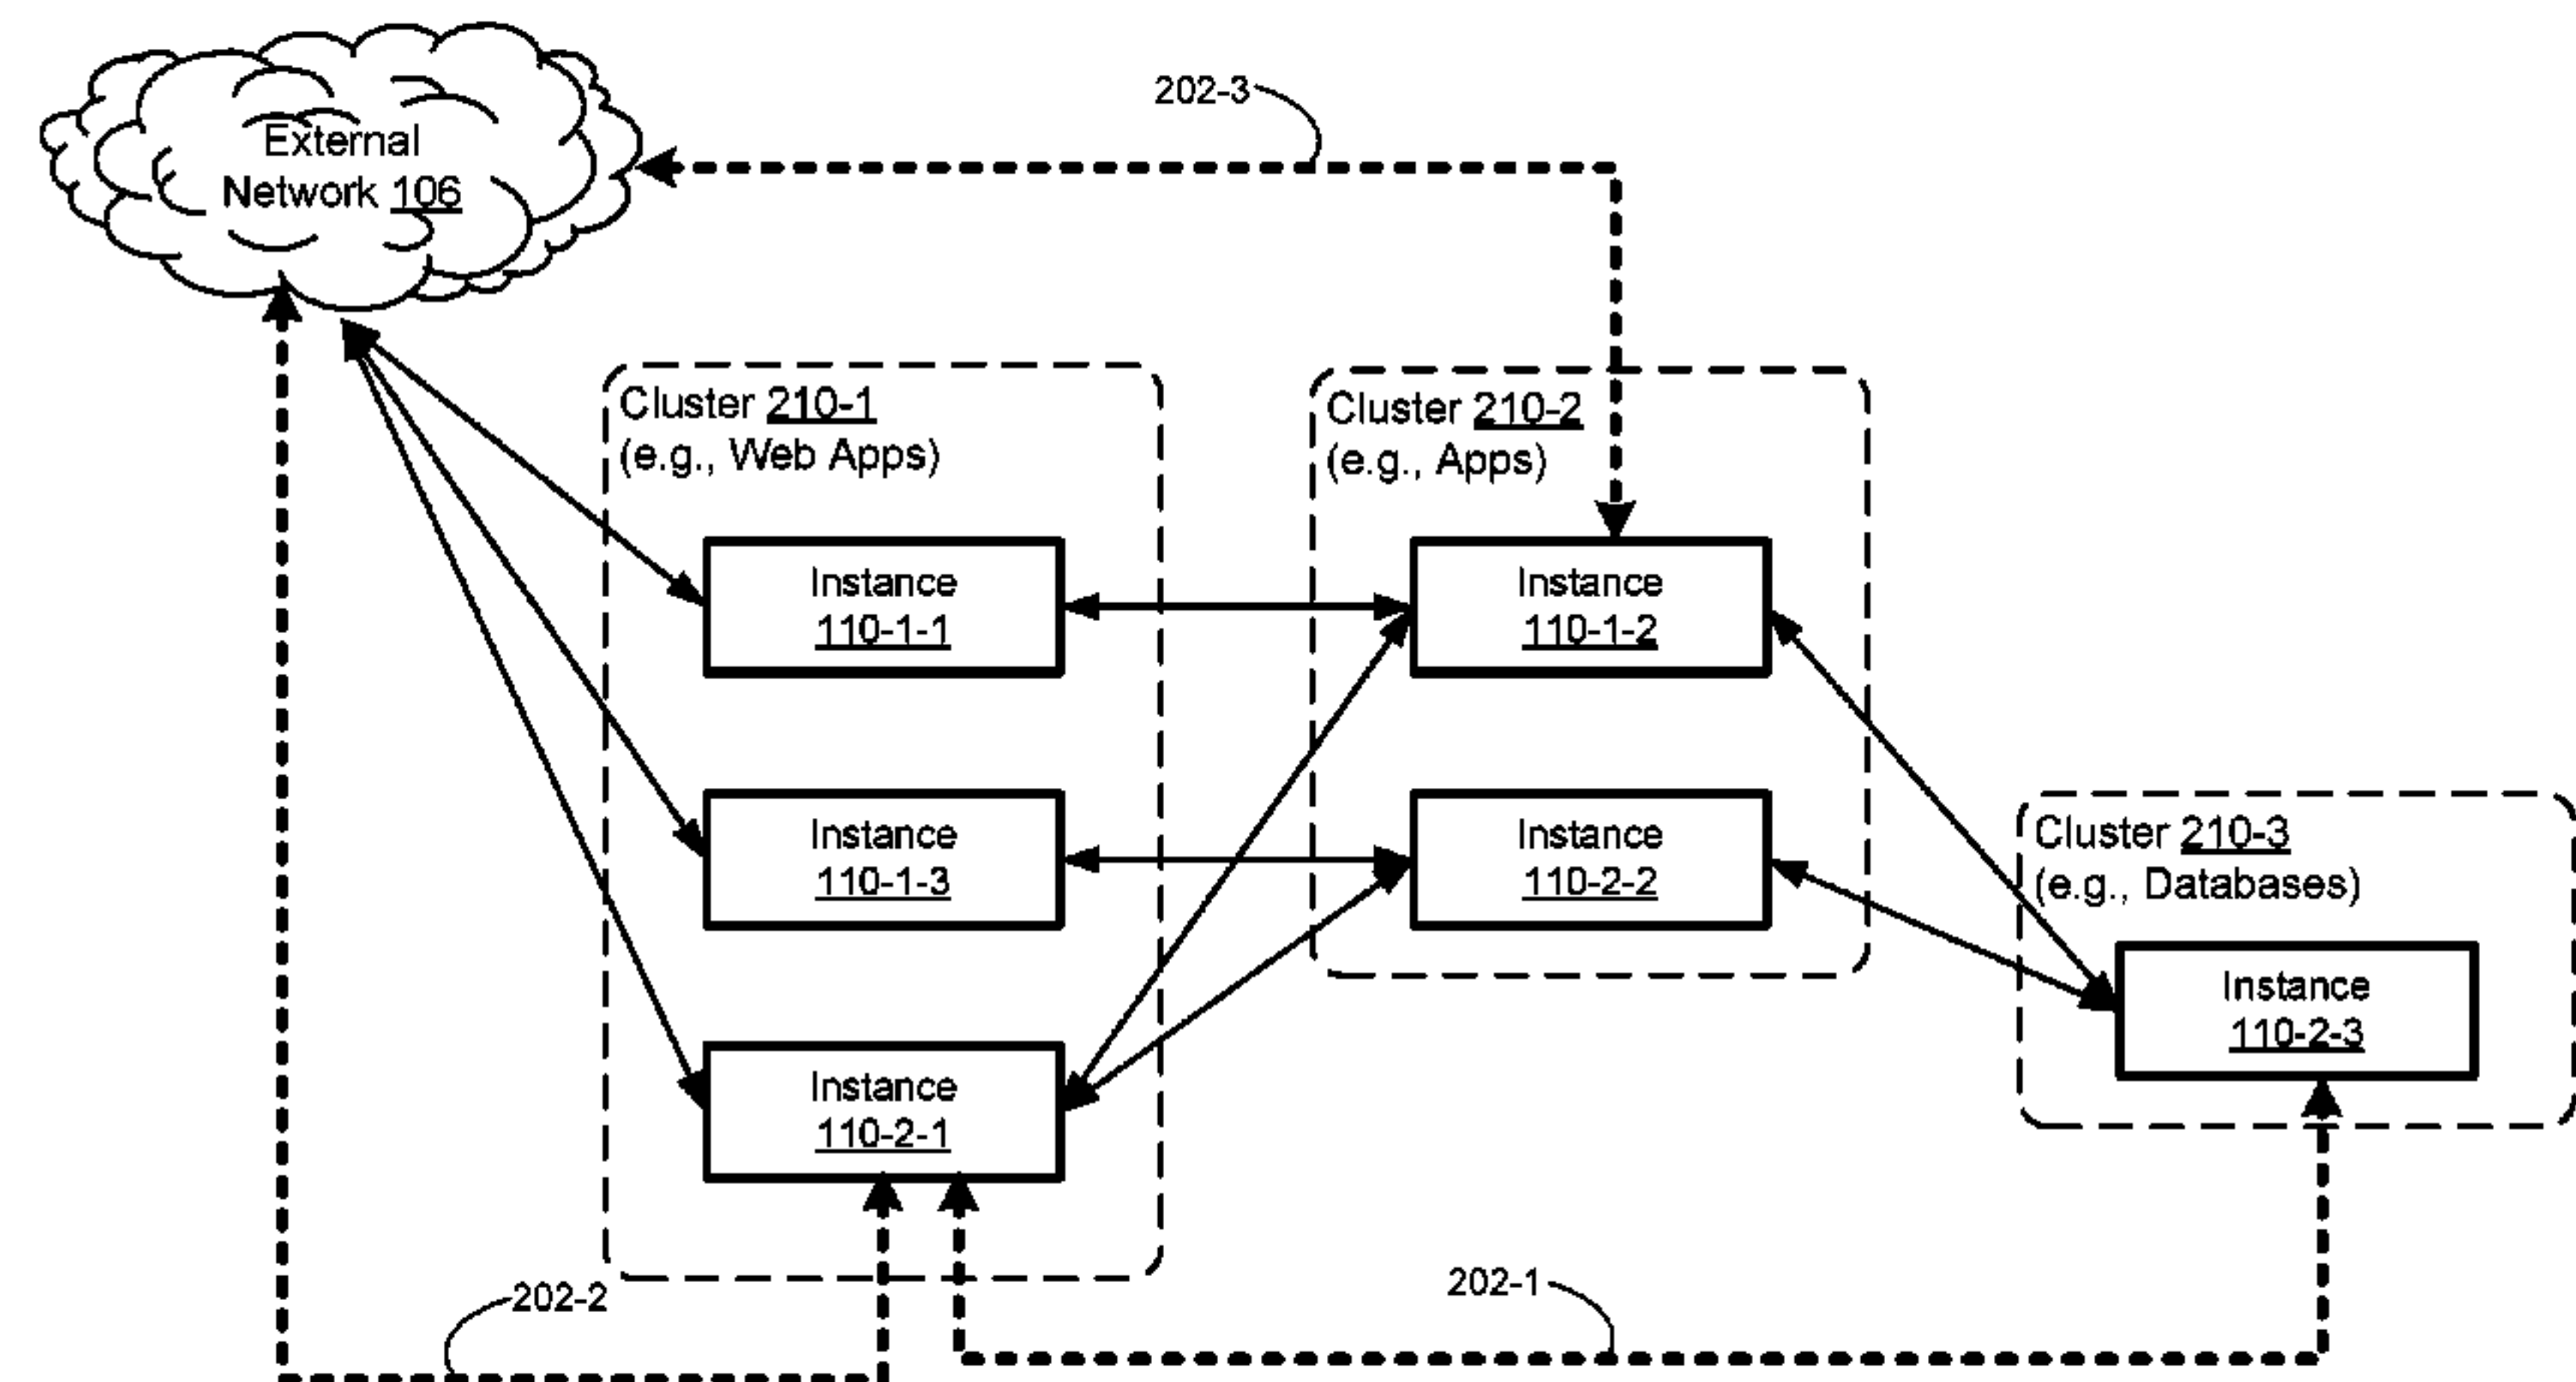 202-3
External
Network 106
Cluster 210-1
(e.g., Web Apps)
Cluster 210-2
(e.g., Apps)
Instance
110-1-1
Instance
110-1-2
Instance
110-1-3
Instance
110-2-2
Cluster 210-3
(e.g., Databases)
Instance
110-2-3
Instance
110-2-1
202-2
202-1